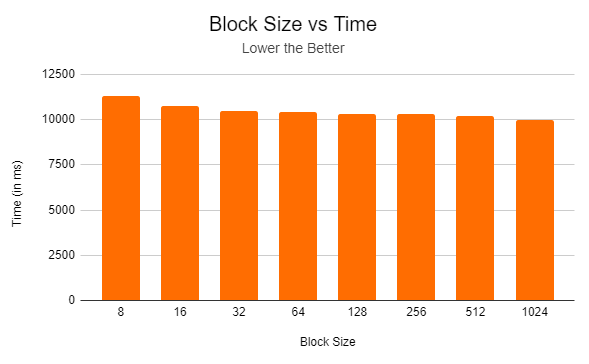 Block Size vs Time
Lower the Better
12500
10000
7500
5000
2500
0
Time (in ms)
8 16 32 64 128 256 512 1024
Block Size